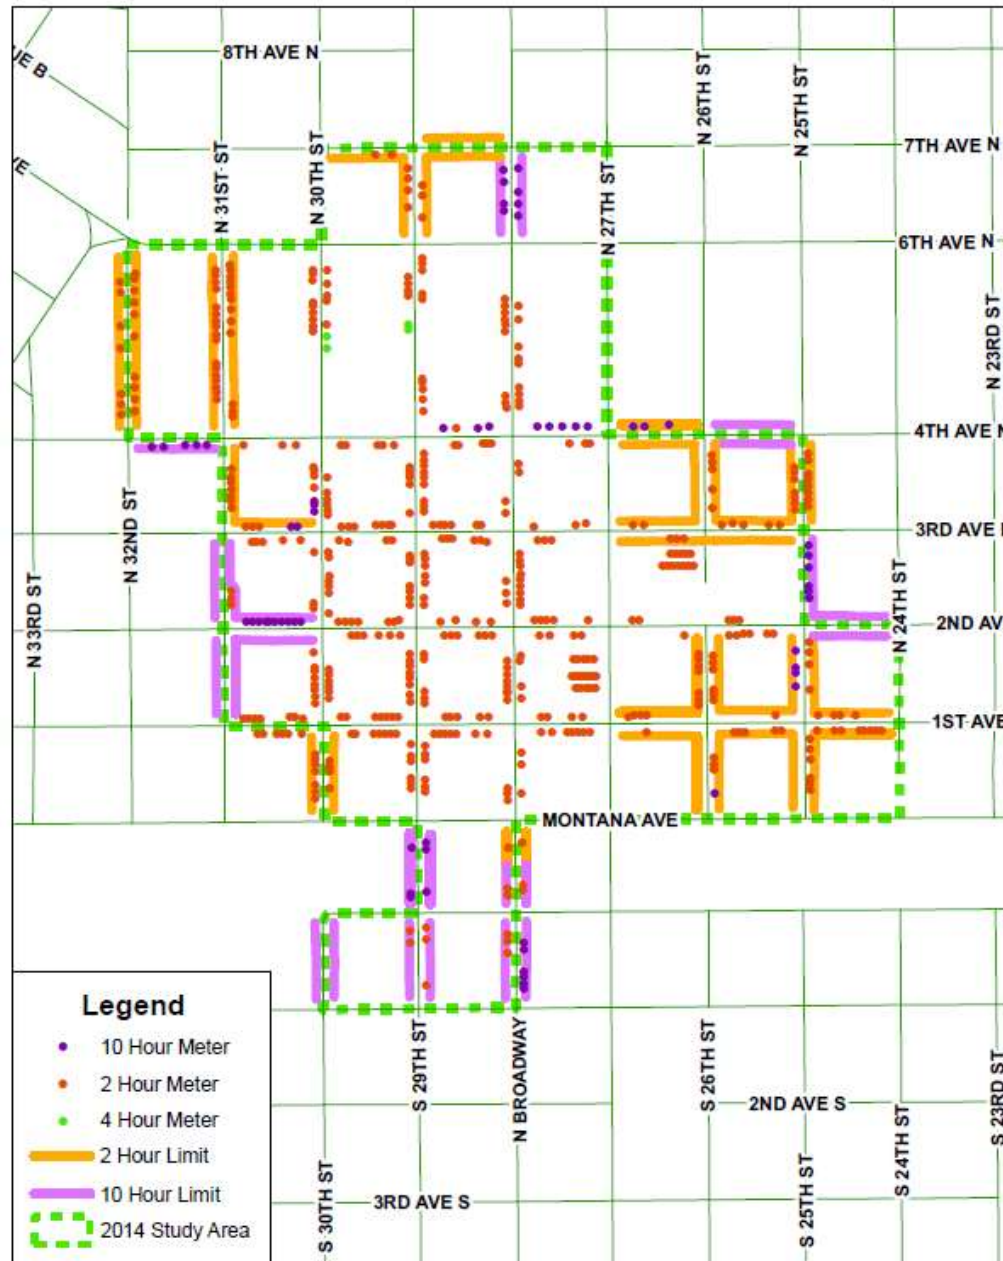 8TH AVE N
UE B
N 26TH ST
N 25TH ST
7TH AVE N
VE
N 31ST ST
N 30TH ST
N 27TH ST
6TH AVE N
N 23RD ST
4TH AVE N
N 32ND ST
3RD AVE
N 33RD ST
N 24TH ST
2ND AV
1ST AVE
MONTANA AVE
Legend
10 Hour Meter
2 Hour Meter
4 Hour Meter
2 Hour Limit
10 Hour Limit
2014 Study Area
S 29TH ST
N BROADWAY
S 26TH ST
2ND AVE S
S 23RD ST
S 24TH ST
S 30TH ST
3RD AVE S
S 25TH ST